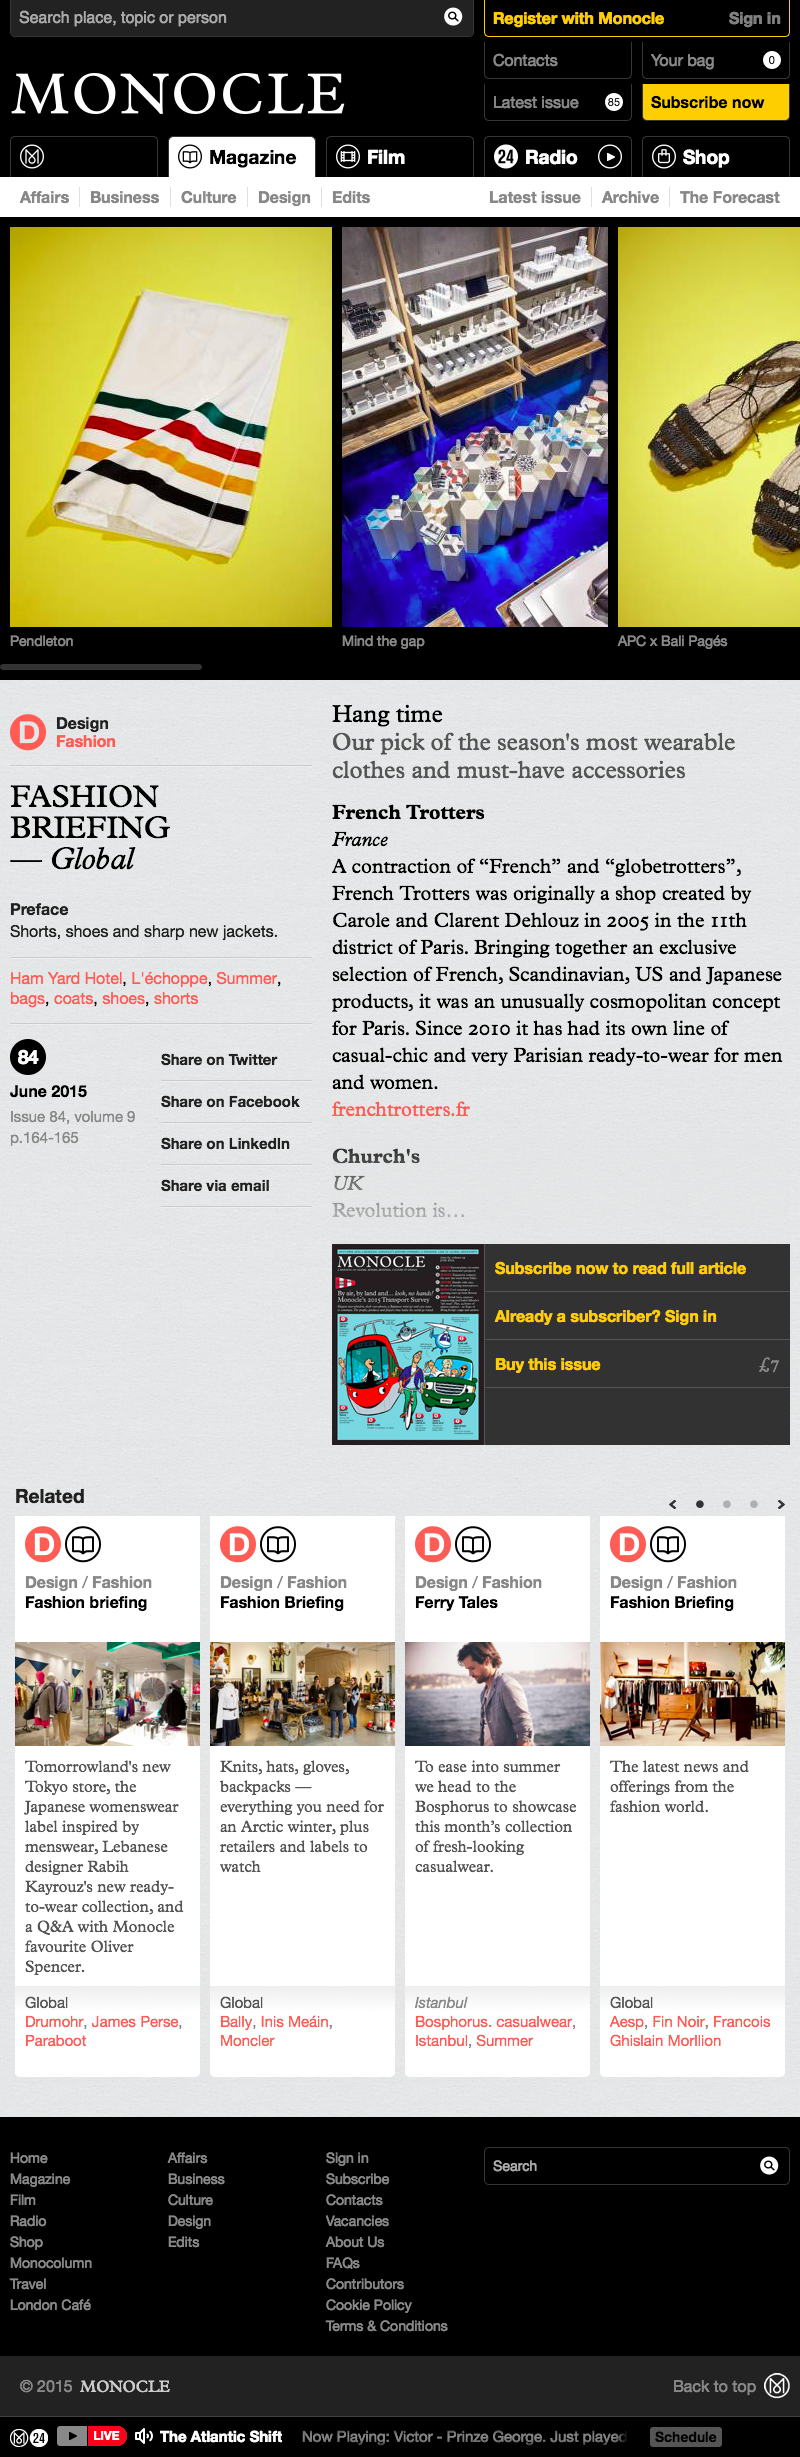 Search place, topic or person
Register with Monocle
Sign in
Contacts
Your bag
0
MONOCLE
Latest issue
85
Subscribe now
Magazine
Film
24
Radio
Shop
Affairs
Business
Culture
Design
Edits
Latest issue
Archive
The Forecast
Pendleton
Mind the gap
APC x Bali Pagés
D
Design
Fashion
FASHION
BRIEFING
— Global
Preface
Shorts, shoes and sharp new jackets.
Ham Yard Hotel, L'échoppe, Summer,
bags, coats, shoes, shorts
84
June 2015
Issue 84, volume 9
p.164-165
Share on Twitter
Share on Facebook
Share on LinkedIn
Share via email
Hang time
Our pick of the season's most wearable
clothes and must-have accessories
French Trotters
France
A contraction of “French” and “globetrotters”,
French Trotters was originally a shop created by
Carole and Clarent Dehlouz in 2005 in the 11th
district of Paris. Bringing together an exclusive
selection of French, Scandinavian, US and Japanese
products, it was an unusually cosmopolitan concept
for Paris. Since 2010 it has had its own line of
casual-chic and very Parisian ready-to-wear for men
and women.
frenchtrotters.fr
Church's
UK
Revolution is…
MONOCLE
By air, by land and... look, no hands!
Monocle's 2015 Transport Survey
Subscribe now to read full article
Already a subscriber? Sign in
Buy this issue
£7
Related
D
Design / Fashion
Fashion briefing
Tomorrowland's new
Tokyo store, the
Japanese womenswear
label inspired by
menswear, Lebanese
designer Rabih
Kayrouz's new ready-
to-wear collection, and
a Q&A with Monocle
favourite Oliver
Spencer.
Global
Drumohr, James Perse,
Paraboot
D
Design / Fashion
Fashion Briefing
Knits, hats, gloves,
backpacks —
everything you need for
an Arctic winter, plus
retailers and labels to
watch
Global
Bally, Inis Meáin,
Moncler
D
Design / Fashion
Ferry Tales
To ease into summer
we head to the
Bosphorus to showcase
this month’s collection
of fresh-looking
casualwear.
Istanbul
Bosphorus. casualwear,
Istanbul, Summer
D
Design / Fashion
Fashion Briefing
The latest news and
offerings from the
fashion world.
Global
Aesp, Fin Noir, Francois
Ghislain Morllion
Home
Magazine
Film
Radio
Shop
Monocolumn
Travel
London Café
Affairs
Business
Culture
Design
Edits
Sign in
Subscribe
Contacts
Vacancies
About Us
FAQs
Contributors
Cookie Policy
Terms & Conditions
Search
© 2015 MONOCLE
Back to top
24
LIVE
The Atlantic Shift
Now Playing: Victor - Prinze George. Just played
Schedule